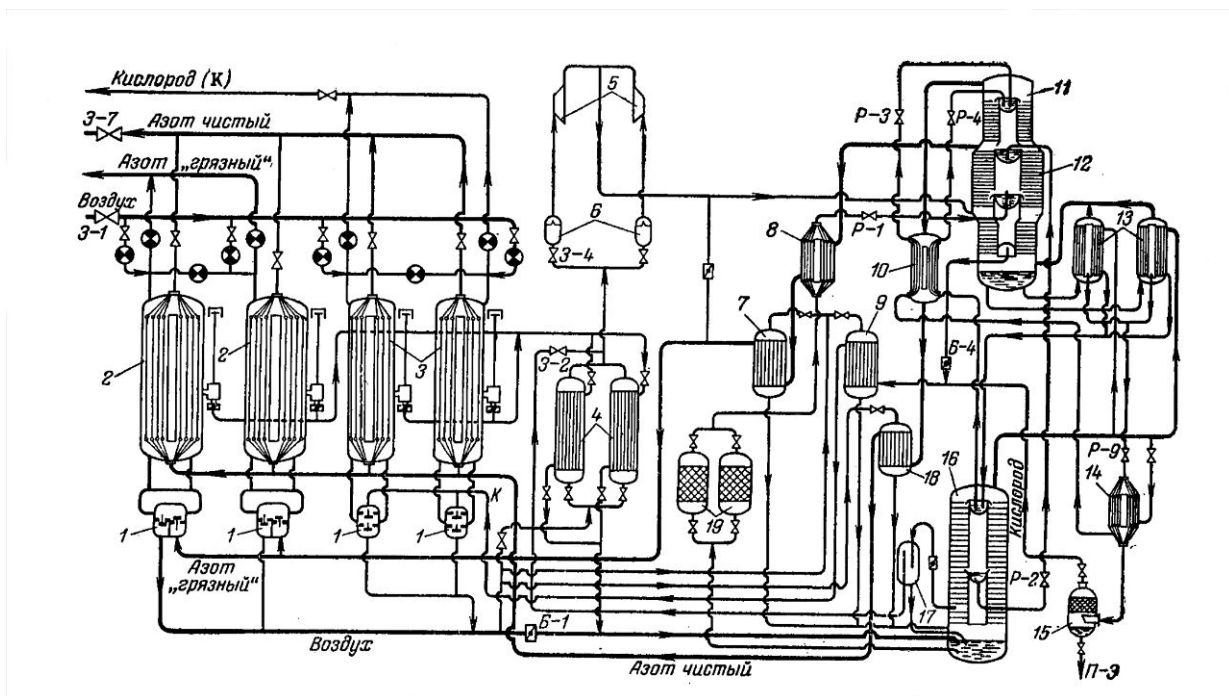 Кислород (К)
З-7
Азот чистый
Азот „грязный“
Воздух
З-1
2
2
3
1
1
1
1
К
Азот
„грязный“
Воздух
Б-1
Азот чистый
5
6
З-4
З-2
4
7
8
9
Р-1
10
Р-3
Р-4
11
12
13
Б-4
Р-9
14
Кислород
Р-2
15
П-Э
16
17
18
19